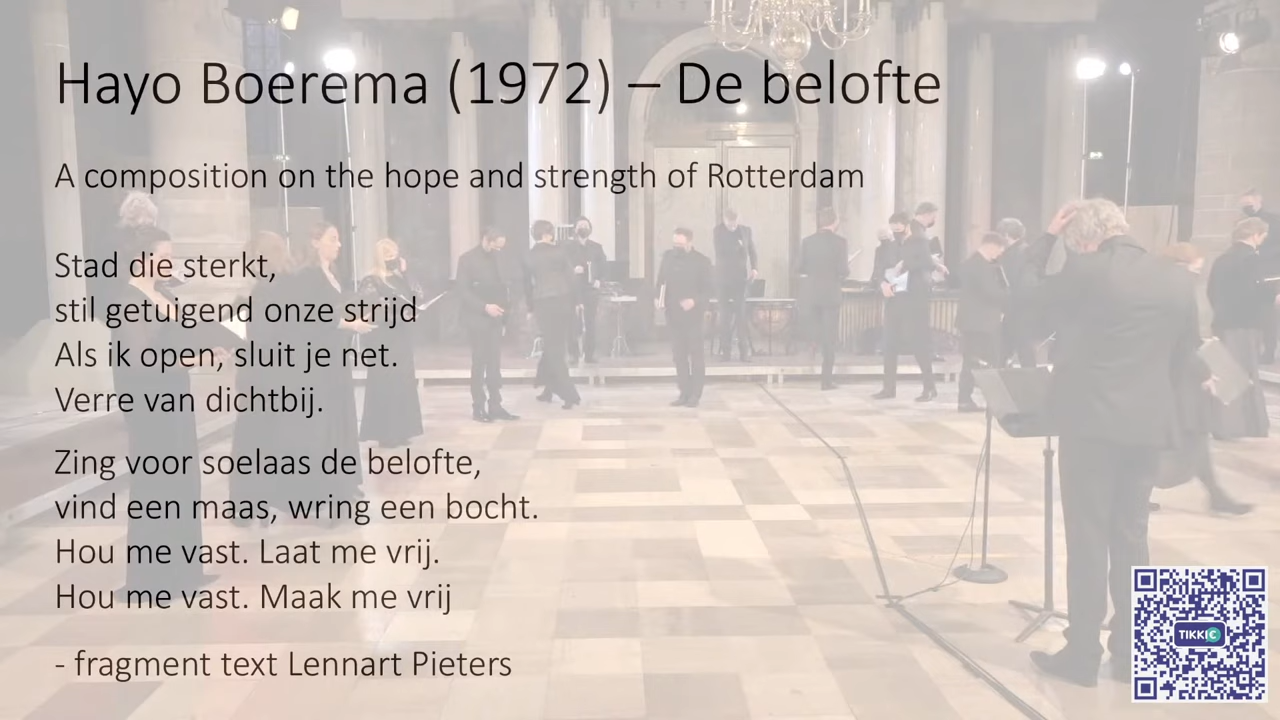 Hayo Boerema (1972) – De belofte
A composition on the hope and strength of Rotterdam
Stad die sterkt,
stil getuigend onze strijd
Als ik open, sluit je net.
Verre van dichtbij.
Zing voor soelaas de belofte,
vind een maas, wring een bocht.
Hou me vast. Laat me vrij.
Hou me vast. Maak me vrij
- fragment text Lennart Pieters
TIKKIE